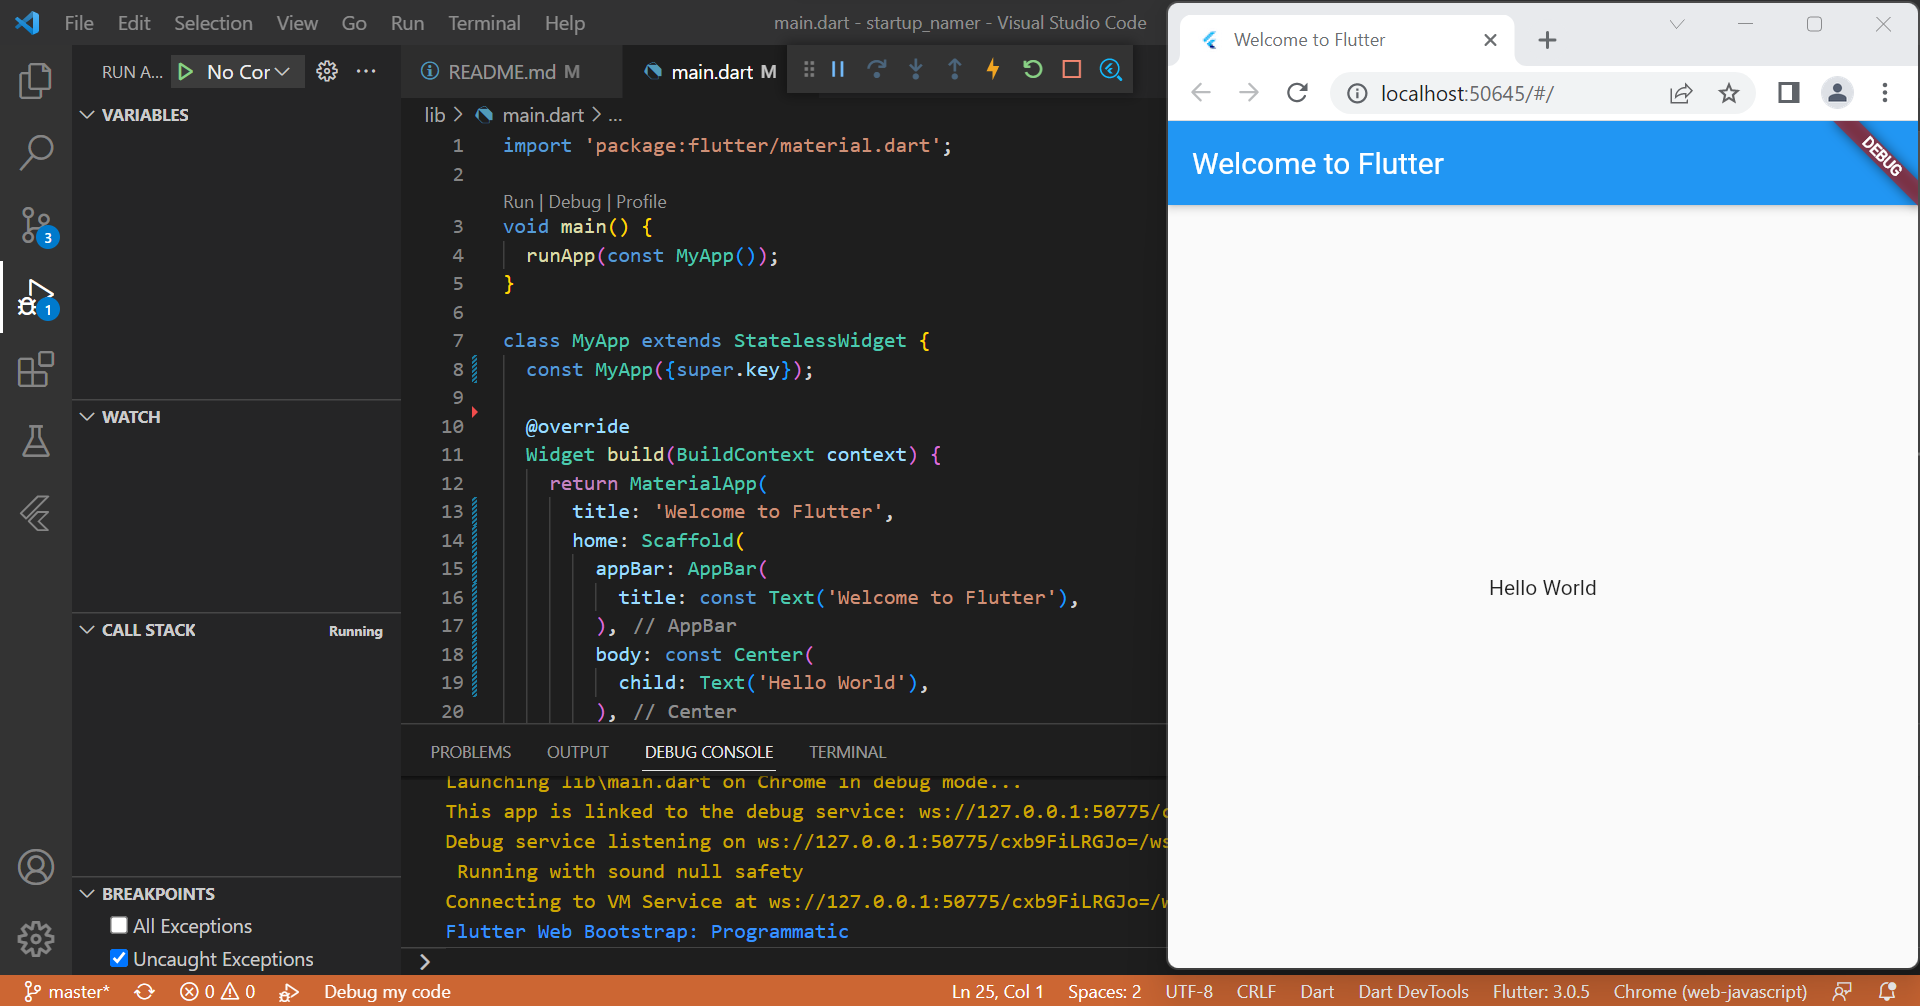 File Edit Selection View Go Run Terminal Help
main.dart - startup_namer - Visual Studio Code
RUN A... No Cor
README.md M
main.dart M
lib > main.dart > ...
VARIABLES
WATCH
CALL STACK Running
BREAKPOINTS
All Exceptions
Uncaught Exceptions
3
1
1 import 'package:flutter/material.dart';
2
Run | Debug | Profile
3 void main() {
4 runApp(const MyApp());
5 }
6
7 class MyApp extends StatelessWidget {
8 const MyApp({super.key});
9
10 @override
11 Widget build(BuildContext context) {
12 return MaterialApp(
13 title: 'Welcome to Flutter',
14 home: Scaffold(
15 appBar: AppBar(
16 title: const Text('Welcome to Flutter'),
17 ), // AppBar
18 body: const Center(
19 child: Text('Hello World'),
20 ), // Center
PROBLEMS OUTPUT DEBUG CONSOLE TERMINAL
Launching lib\main.dart on Chrome in debug mode...
This app is linked to the debug service: ws://127.0.0.1:50775/c
Debug service listening on ws://127.0.0.1:50775/cxb9FiLRGJo=/ws
Running with sound null safety
Connecting to VM Service at ws://127.0.0.1:50775/cxb9FiLRGJo=/w
Flutter Web Bootstrap: Programmatic
>
Welcome to Flutter
localhost:50645/#/
Welcome to Flutter
DEBUG
Hello World
master* 0 0 Debug my code Ln 25, Col 1 Spaces: 2 UTF-8 CRLF Dart Dart DevTools Flutter: 3.0.5 Chrome (web-javascript)